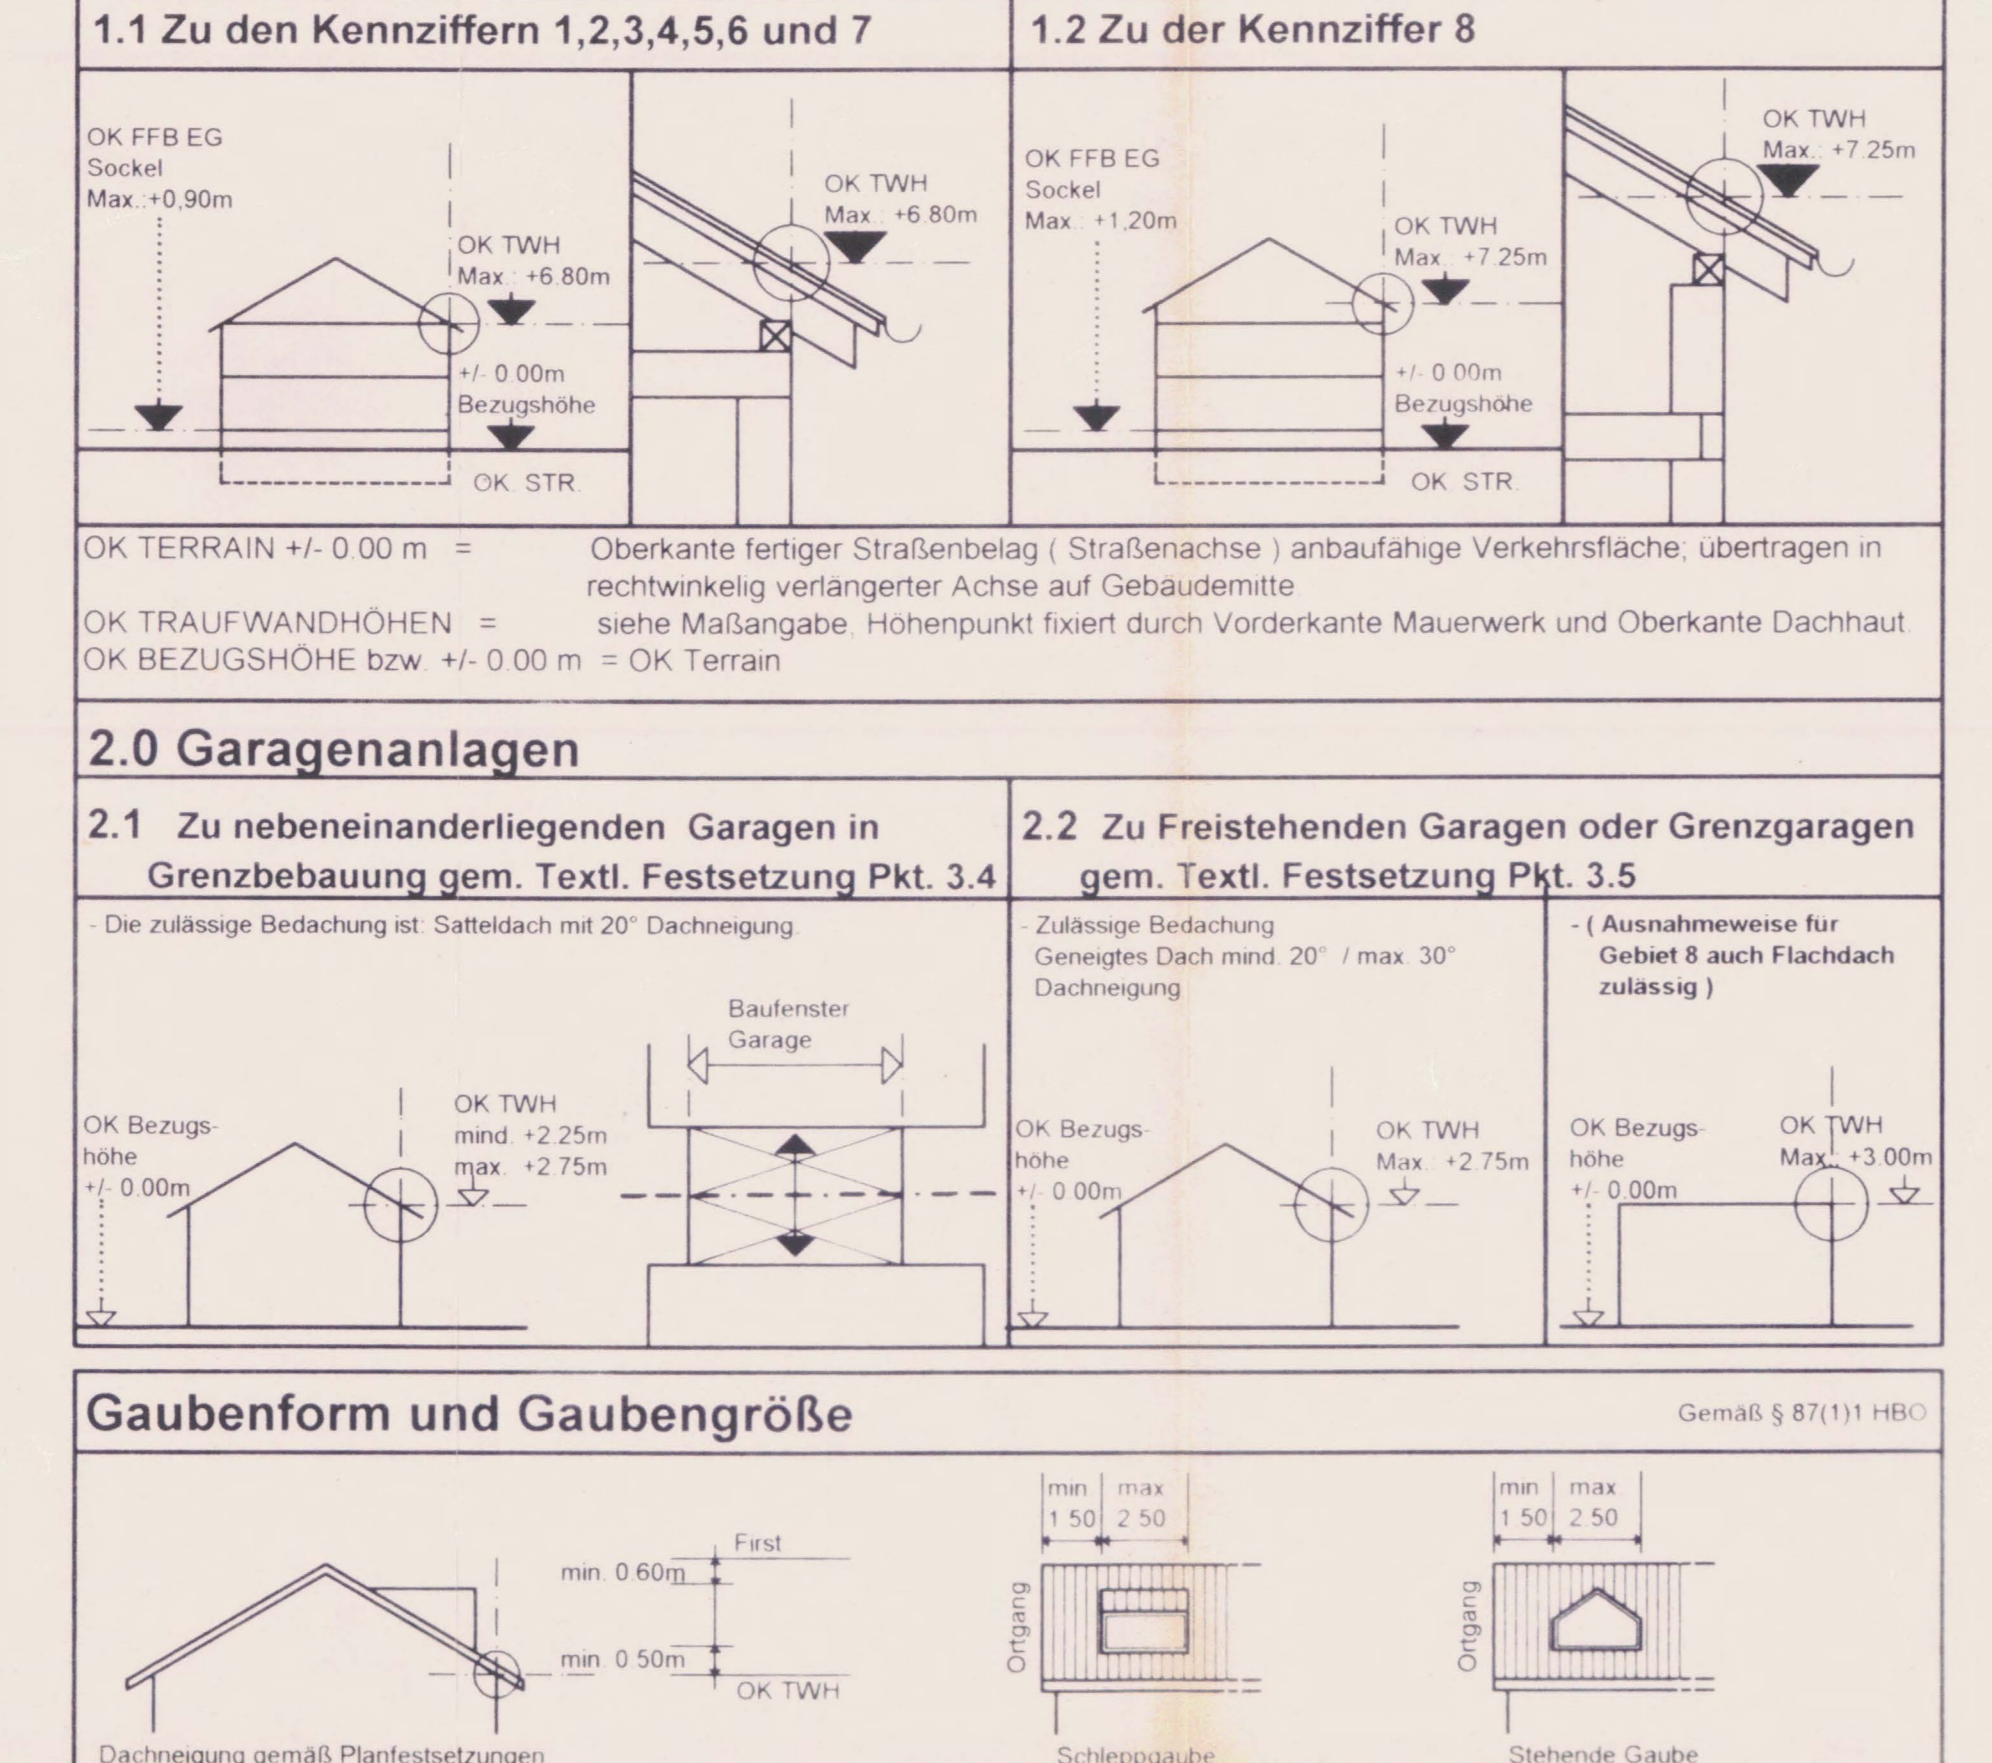 1.1 Zu den Kennziffern 1,2,3,4,5,6 und 7
1.2 Zu der Kennziffer 8
OK FFB EG
Sockel
Max.:+0,90m
OK TWH
Max.: +6.80m
+/- 0.00m
Bezugshöhe
OK. STR.
OK TWH
Max.: +6.80m
OK FFB EG
Sockel
Max.: +1,20m
OK TWH
Max.: +7.25m
+/- 0.00m
Bezugshöhe
OK. STR.
OK TWH
Max.: +7.25m
OK TERRAIN +/- 0.00 m = Oberkante fertiger Straßenbelag ( Straßenachse ) anbaufähige Verkehrsfläche; übertragen in
rechtwinkelig verlängerter Achse auf Gebäudemitte.
OK TRAUFWANDHÖHEN = siehe Maßangabe, Höhenpunkt fixiert durch Vorderkante Mauerwerk und Oberkante Dachhaut.
OK BEZUGSHÖHE bzw. +/- 0.00 m = OK Terrain
2.0 Garagenanlagen
2.1 Zu nebeneinanderliegenden Garagen in
Grenzbebauung gem. Textl. Festsetzung Pkt. 3.4
2.2 Zu Freistehenden Garagen oder Grenzgaragen
gem. Textl. Festsetzung Pkt. 3.5
- Die zulässige Bedachung ist: Satteldach mit 20° Dachneigung.
Baufenster
Garage
OK Bezugs-
höhe
+/- 0.00m
OK TWH
mind. +2.25m
max. +2.75m
- Zulässige Bedachung
Geneigtes Dach mind. 20° / max. 30°
Dachneigung
OK Bezugs-
höhe
+/- 0.00m
OK TWH
Max.: +2.75m
- ( Ausnahmeweise für
Gebiet 8 auch Flachdach
zulässig )
OK Bezugs-
höhe
+/- 0.00m
OK TWH
Max.: +3.00m
Gaubenform und Gaubengröße
Gemäß § 87(1)1 HBO
First
min. 0.60m
min. 0.50m
OK TWH
Dachneigung gemäß Planfestsetzungen
min. max.
1.50 2.50
Ortgang
Schleppgaube
min. max.
1.50 2.50
Ortgang
Stehende Gaube